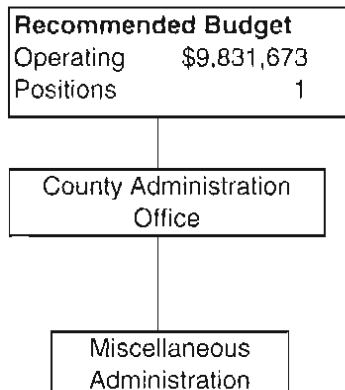 Recommended Budget
Operating $9,831,673
Positions 1
County Administration
Office
Miscellaneous
Administration